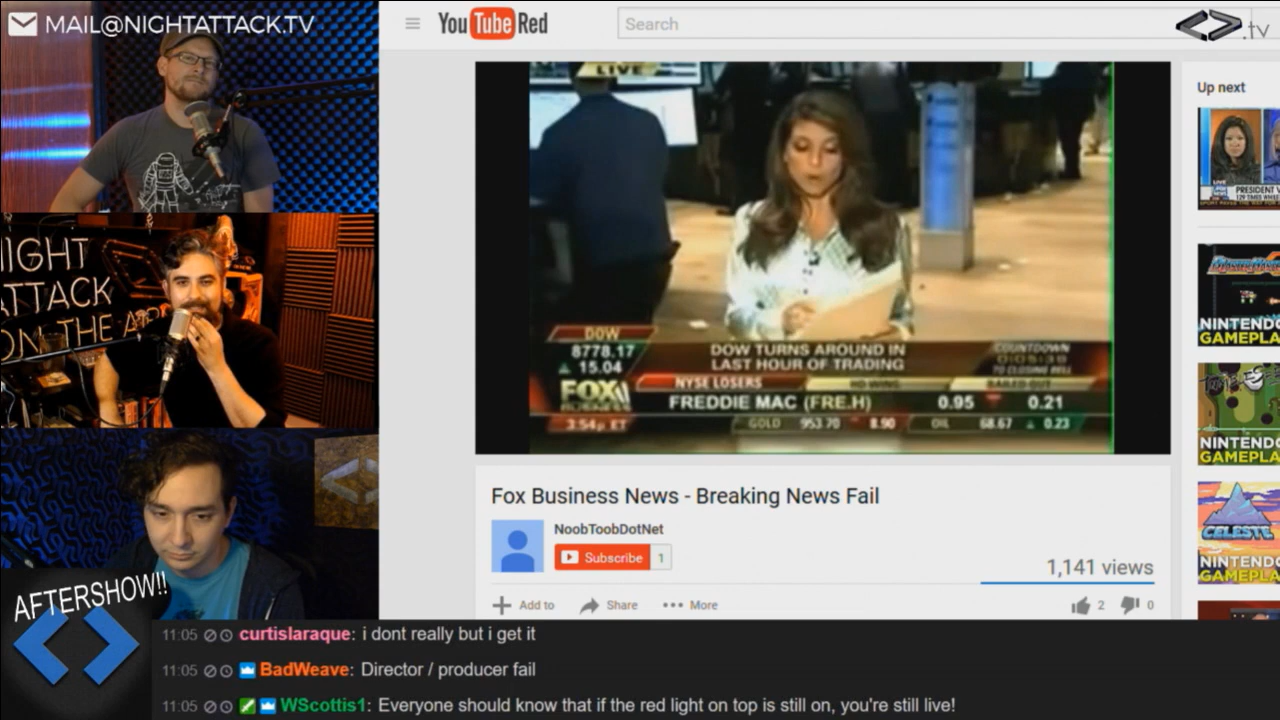 MAIL@NIGHTATTACK.TV
NIGHT
ATTACK
ON THE AIR
AFTERSHOW!!
YouTube Red
Search
.tv
LIVE
DOW
8778.17
15.04
DOW TURNS AROUND IN
LAST HOUR OF TRADING
COUNTDOWN
TO CLOSING BELL
NYSE LOSERS
FREDDIE MAC (FRE.H) 0.95 0.21
FOX
BUSINESS
3:54p ET
GOLD 953.70 8.90 OIL 68.67 0.23
Up next
LIVE
PRESIDENT
NINTENDO
GAMEPLA
NINTENDO
GAMEPLA
CELESTE
NINTENDO
GAMEPLA
Fox Business News - Breaking News Fail
NoobToobDotNet
Subscribe 1
1,141 views
Add to Share More
2 0
11:05 curtislaraque: i dont really but i get it
11:05 BadWeave: Director / producer fail
11:05 WScottis1: Everyone should know that if the red light on top is still on, you're still live!